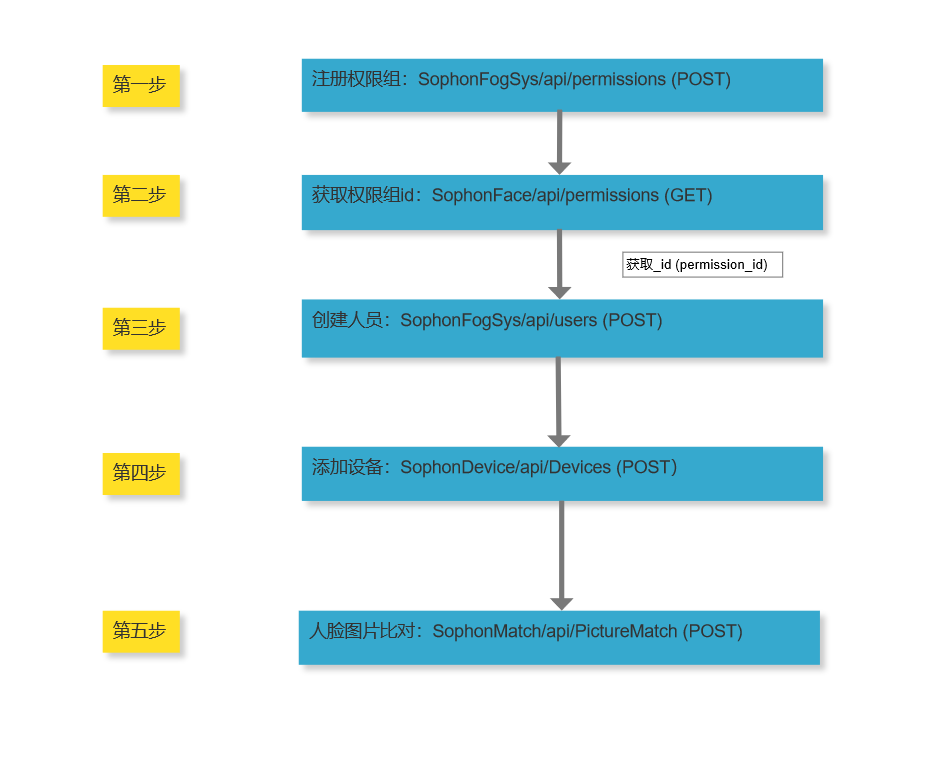 第一步
注册权限组：SophonFogSys/api/permissions (POST)
第二步
获取权限组id：SophonFace/api/permissions (GET)
获取_id (permission_id)
第三步
创建人员：SophonFogSys/api/users (POST)
第四步
添加设备：SophonDevice/api/Devices (POST）
第五步
人脸图片比对：SophonMatch/api/PictureMatch (POST)